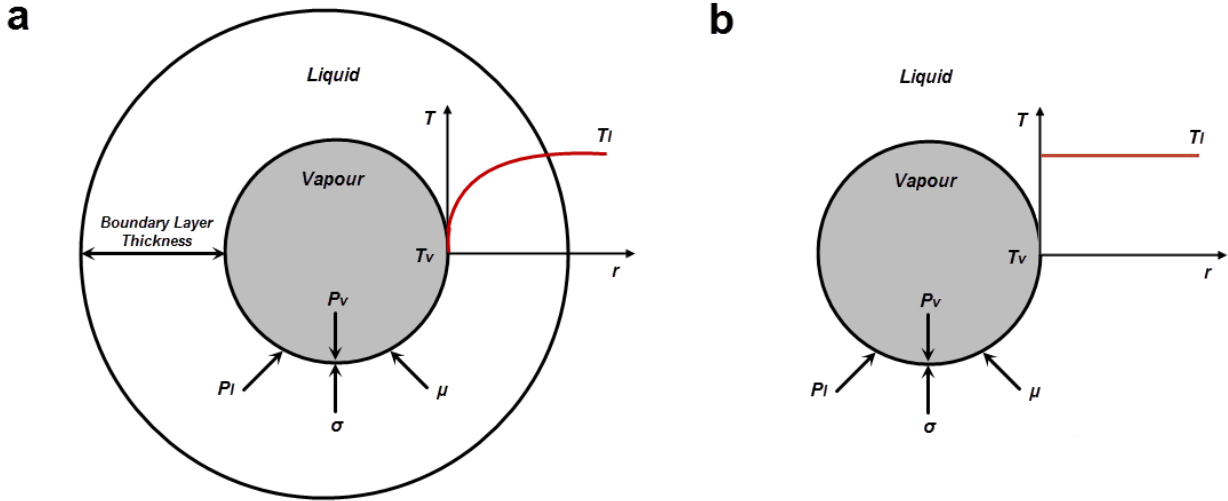 a
Liquid
T
Tl
Vapour
Boundary Layer
Thickness
Tv
r
Pv
Pl
μ
σ
b
Liquid
T
Tl
Vapour
Tv
r
Pv
Pl
μ
σ